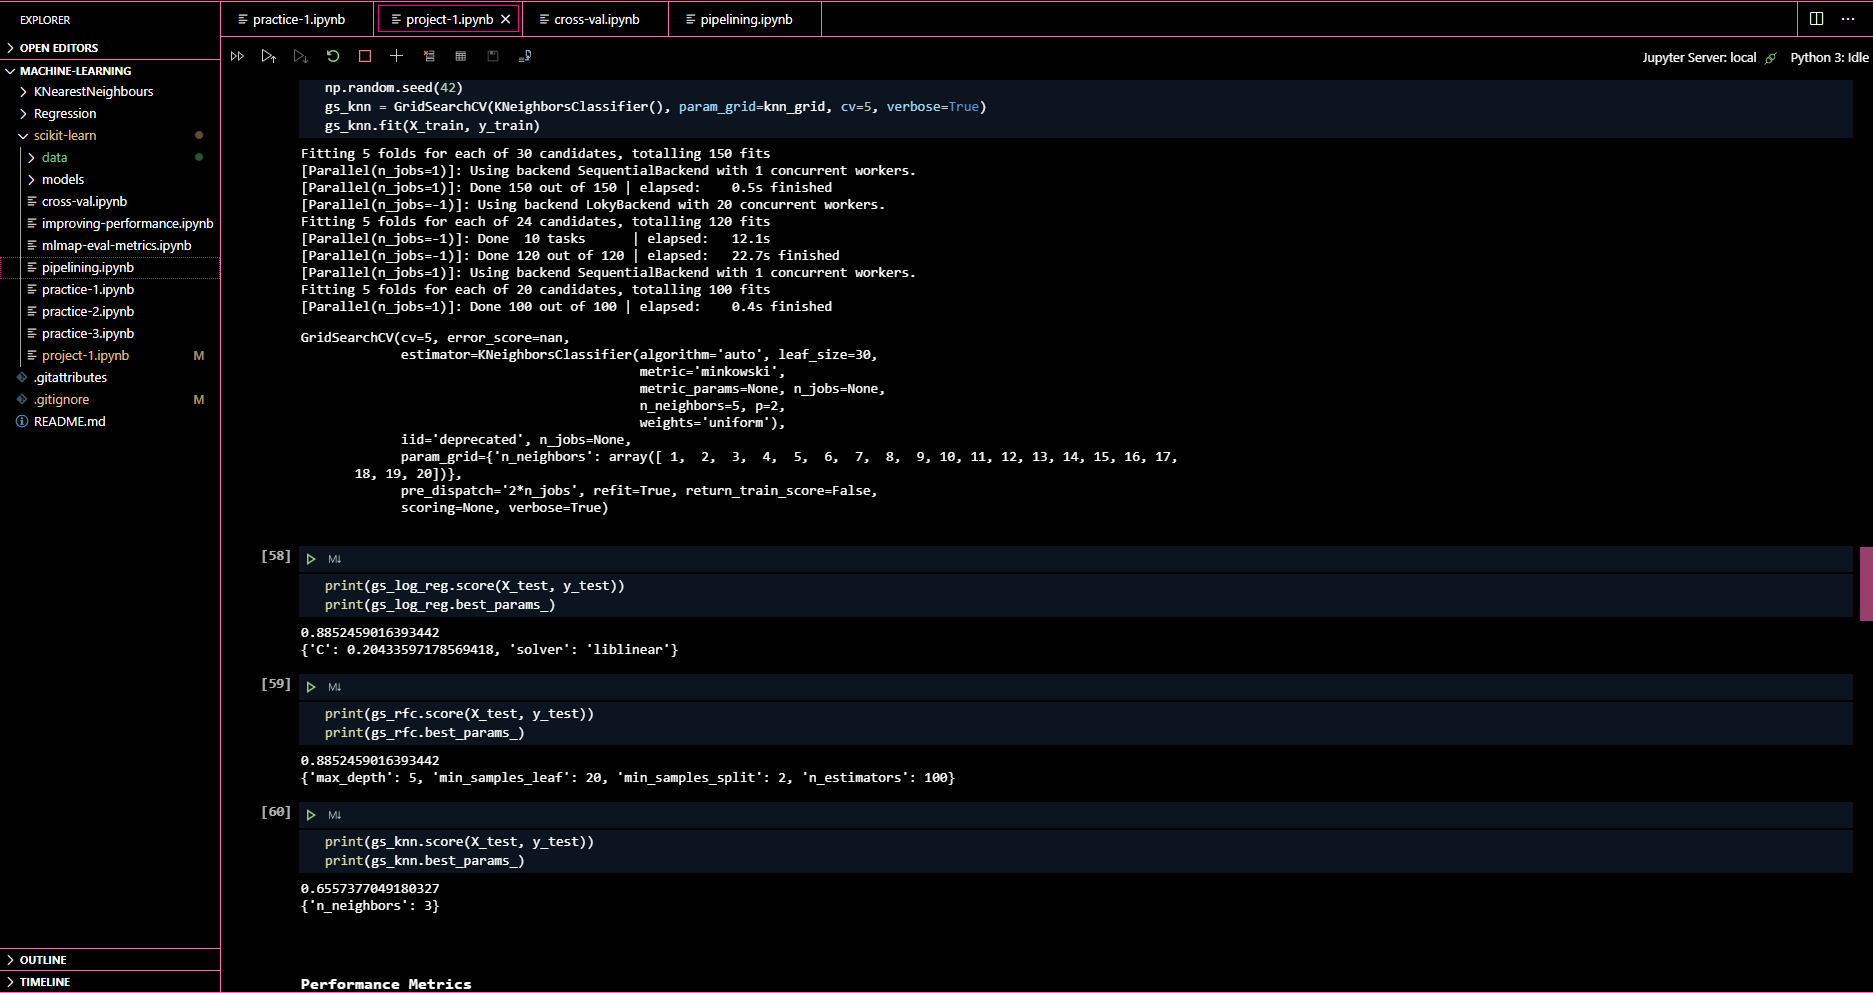 EXPLORER
OPEN EDITORS
MACHINE-LEARNING
KNearestNeighbours
Regression
scikit-learn
data
models
cross-val.ipynb
improving-performance.ipynb
mlmap-eval-metrics.ipynb
pipelining.ipynb
practice-1.ipynb
practice-2.ipynb
practice-3.ipynb
project-1.ipynb M
.gitattributes
.gitignore M
README.md
OUTLINE
TIMELINE
practice-1.ipynb project-1.ipynb cross-val.ipynb pipelining.ipynb
Jupyter Server: local Python 3: Idle
np.random.seed(42)
gs_knn = GridSearchCV(KNeighborsClassifier(), param_grid=knn_grid, cv=5, verbose=True)
gs_knn.fit(X_train, y_train)
Fitting 5 folds for each of 30 candidates, totalling 150 fits
[Parallel(n_jobs=1)]: Using backend SequentialBackend with 1 concurrent workers.
[Parallel(n_jobs=1)]: Done 150 out of 150 | elapsed:    0.5s finished
[Parallel(n_jobs=-1)]: Using backend LokyBackend with 20 concurrent workers.
Fitting 5 folds for each of 24 candidates, totalling 120 fits
[Parallel(n_jobs=-1)]: Done  10 tasks      | elapsed:   12.1s
[Parallel(n_jobs=-1)]: Done 120 out of 120 | elapsed:   22.7s finished
[Parallel(n_jobs=1)]: Using backend SequentialBackend with 1 concurrent workers.
Fitting 5 folds for each of 20 candidates, totalling 100 fits
[Parallel(n_jobs=1)]: Done 100 out of 100 | elapsed:    0.4s finished
GridSearchCV(cv=5, error_score=nan,
estimator=KNeighborsClassifier(algorithm='auto', leaf_size=30,
metric='minkowski',
metric_params=None, n_jobs=None,
n_neighbors=5, p=2,
weights='uniform'),
iid='deprecated', n_jobs=None,
param_grid={'n_neighbors': array([ 1,  2,  3,  4,  5,  6,  7,  8,  9, 10, 11, 12, 13, 14, 15, 16, 17,
18, 19, 20])},
pre_dispatch='2*n_jobs', refit=True, return_train_score=False,
scoring=None, verbose=True)
[58] M↓
print(gs_log_reg.score(X_test, y_test))
print(gs_log_reg.best_params_)
0.8852459016393442
{'C': 0.20433597178569418, 'solver': 'liblinear'}
[59] M↓
print(gs_rfc.score(X_test, y_test))
print(gs_rfc.best_params_)
0.8852459016393442
{'max_depth': 5, 'min_samples_leaf': 20, 'min_samples_split': 2, 'n_estimators': 100}
[60] M↓
print(gs_knn.score(X_test, y_test))
print(gs_knn.best_params_)
0.6557377049180327
{'n_neighbors': 3}
Performance Metrics